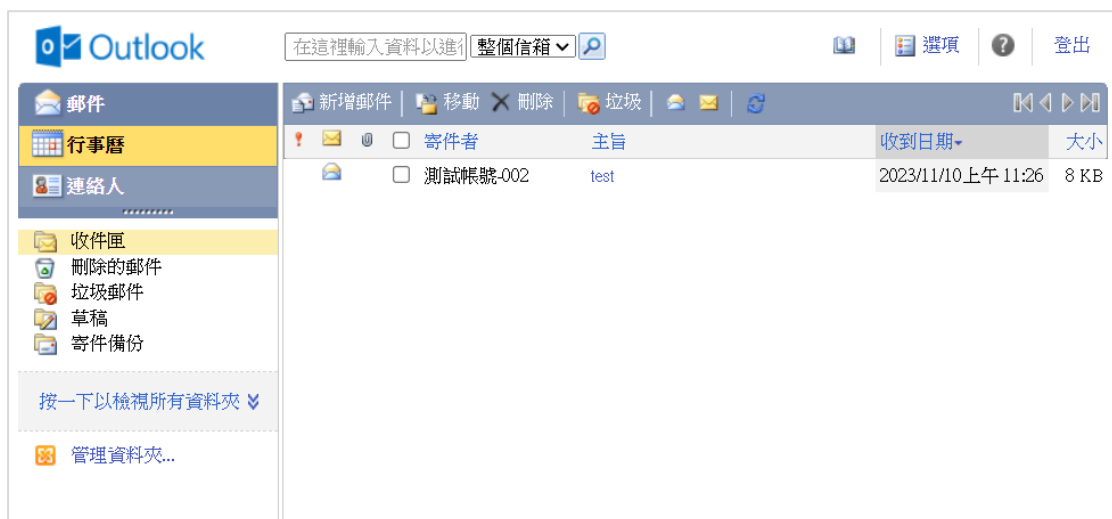 Outlook
在這裡輸入資料以進行 整個信箱
選項
登出
郵件
行事曆
連絡人
新增郵件 移動 刪除 垃圾
寄件者 主旨 收到日期 大小
測試帳號-002 test 2023/11/10 上午 11:26 8 KB
收件匣
刪除的郵件
垃圾郵件
草稿
寄件備份
按一下以檢視所有資料夾
管理資料夾...